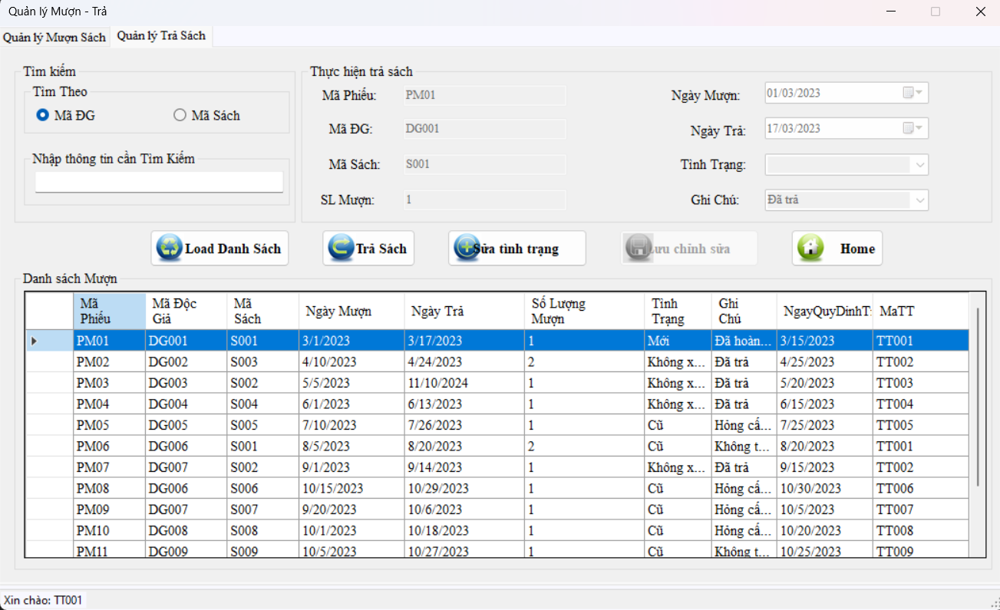 Quản lý Mượn - Trả
Quản lý Mượn Sách Quản lý Trả Sách
Tìm kiếm
Tìm Theo
Mã ĐG Mã Sách
Nhập thông tin cần Tìm Kiếm
Thực hiện trả sách
Mã Phiếu: PM01 Ngày Mượn: 01/03/2023
Mã ĐG: DG001 Ngày Trả: 17/03/2023
Mã Sách: S001 Tình Trạng:
SL Mượn: 1 Ghi Chú: Đã trả
Load Danh Sách Trả Sách Sửa tình trạng Lưu chỉnh sửa Home
Danh sách Mượn
Mã Phiếu Mã Độc Giả Mã Sách Ngày Mượn Ngày Trả Số Lượng Mượn Tình Trạng Ghi Chú NgayQuyDinhT MaTT
PM01 DG001 S001 3/1/2023 3/17/2023 1 Mới Đã hoàn... 3/15/2023 TT001
PM02 DG002 S003 4/10/2023 4/24/2023 2 Không x... Đã trả 4/25/2023 TT002
PM03 DG003 S002 5/5/2023 11/10/2024 1 Không x... Đã trả 5/20/2023 TT003
PM04 DG004 S004 6/1/2023 6/13/2023 1 Không x... Đã trả 6/15/2023 TT004
PM05 DG005 S005 7/10/2023 7/26/2023 1 Cũ Hỏng cấ... 7/25/2023 TT005
PM06 DG006 S001 8/5/2023 8/20/2023 2 Cũ Không t... 8/20/2023 TT001
PM07 DG007 S002 9/1/2023 9/14/2023 1 Không x... Đã trả 9/15/2023 TT002
PM08 DG006 S006 10/15/2023 10/29/2023 1 Cũ Hỏng cấ... 10/30/2023 TT006
PM09 DG007 S007 9/20/2023 10/6/2023 1 Cũ Hỏng cấ... 10/5/2023 TT007
PM10 DG008 S008 10/1/2023 10/18/2023 1 Cũ Hỏng cấ... 10/20/2023 TT008
PM11 DG009 S009 10/5/2023 10/27/2023 1 Cũ Không t... 10/25/2023 TT009
Xin chào: TT001